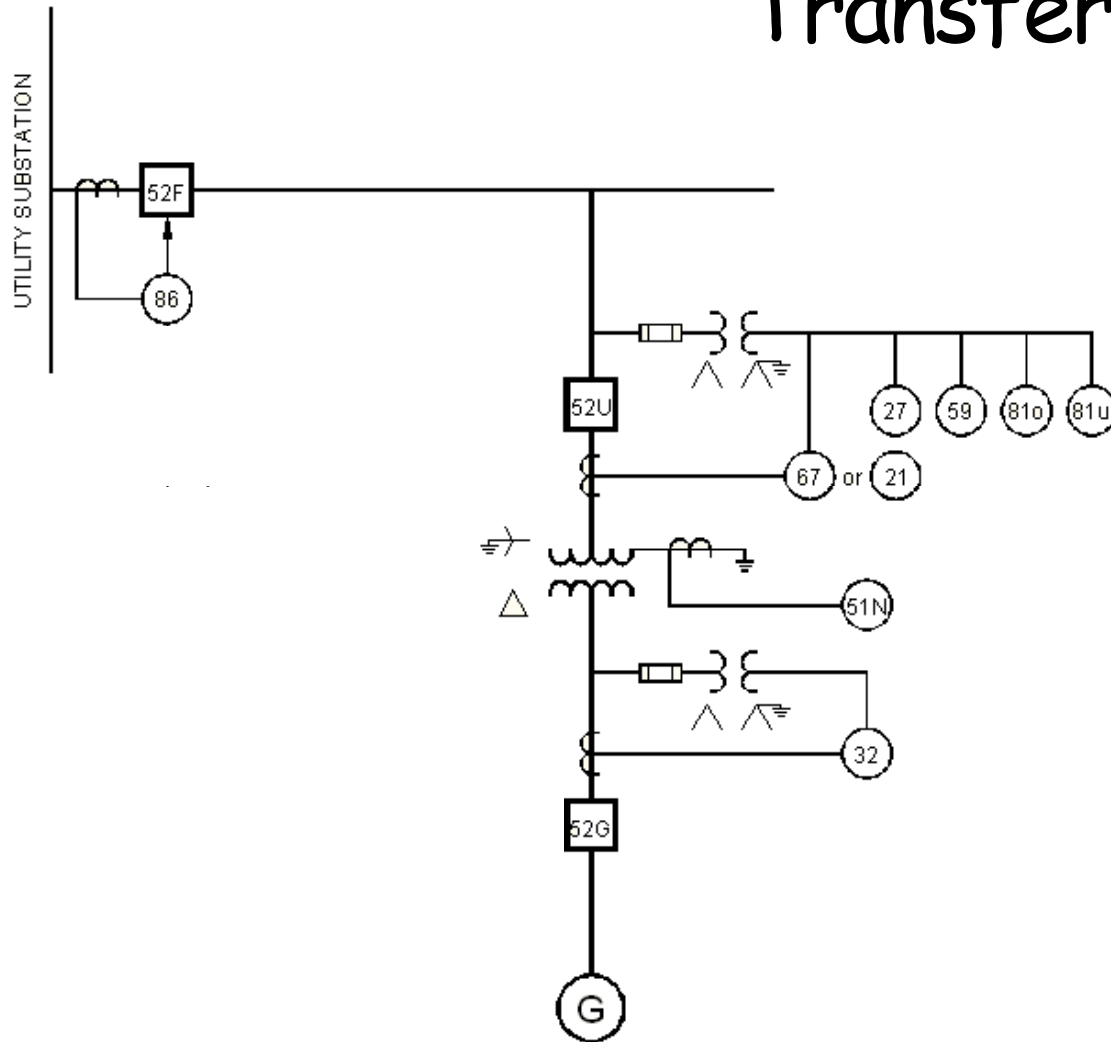 Transfer
UTILITY SUBSTATION
52F
86
52U
27
59
81o
81u
67 or 21
51N
32
52G
G